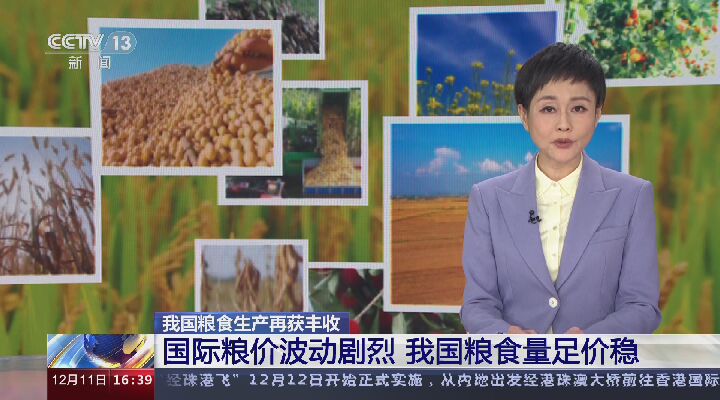 CCTV 13
新闻
我国粮食生产再获丰收
国际粮价波动剧烈 我国粮食量足价稳
12月11日 16:39
经珠港飞”12月12日开始正式实施,从内地出发经港珠澳大桥前往香港国际